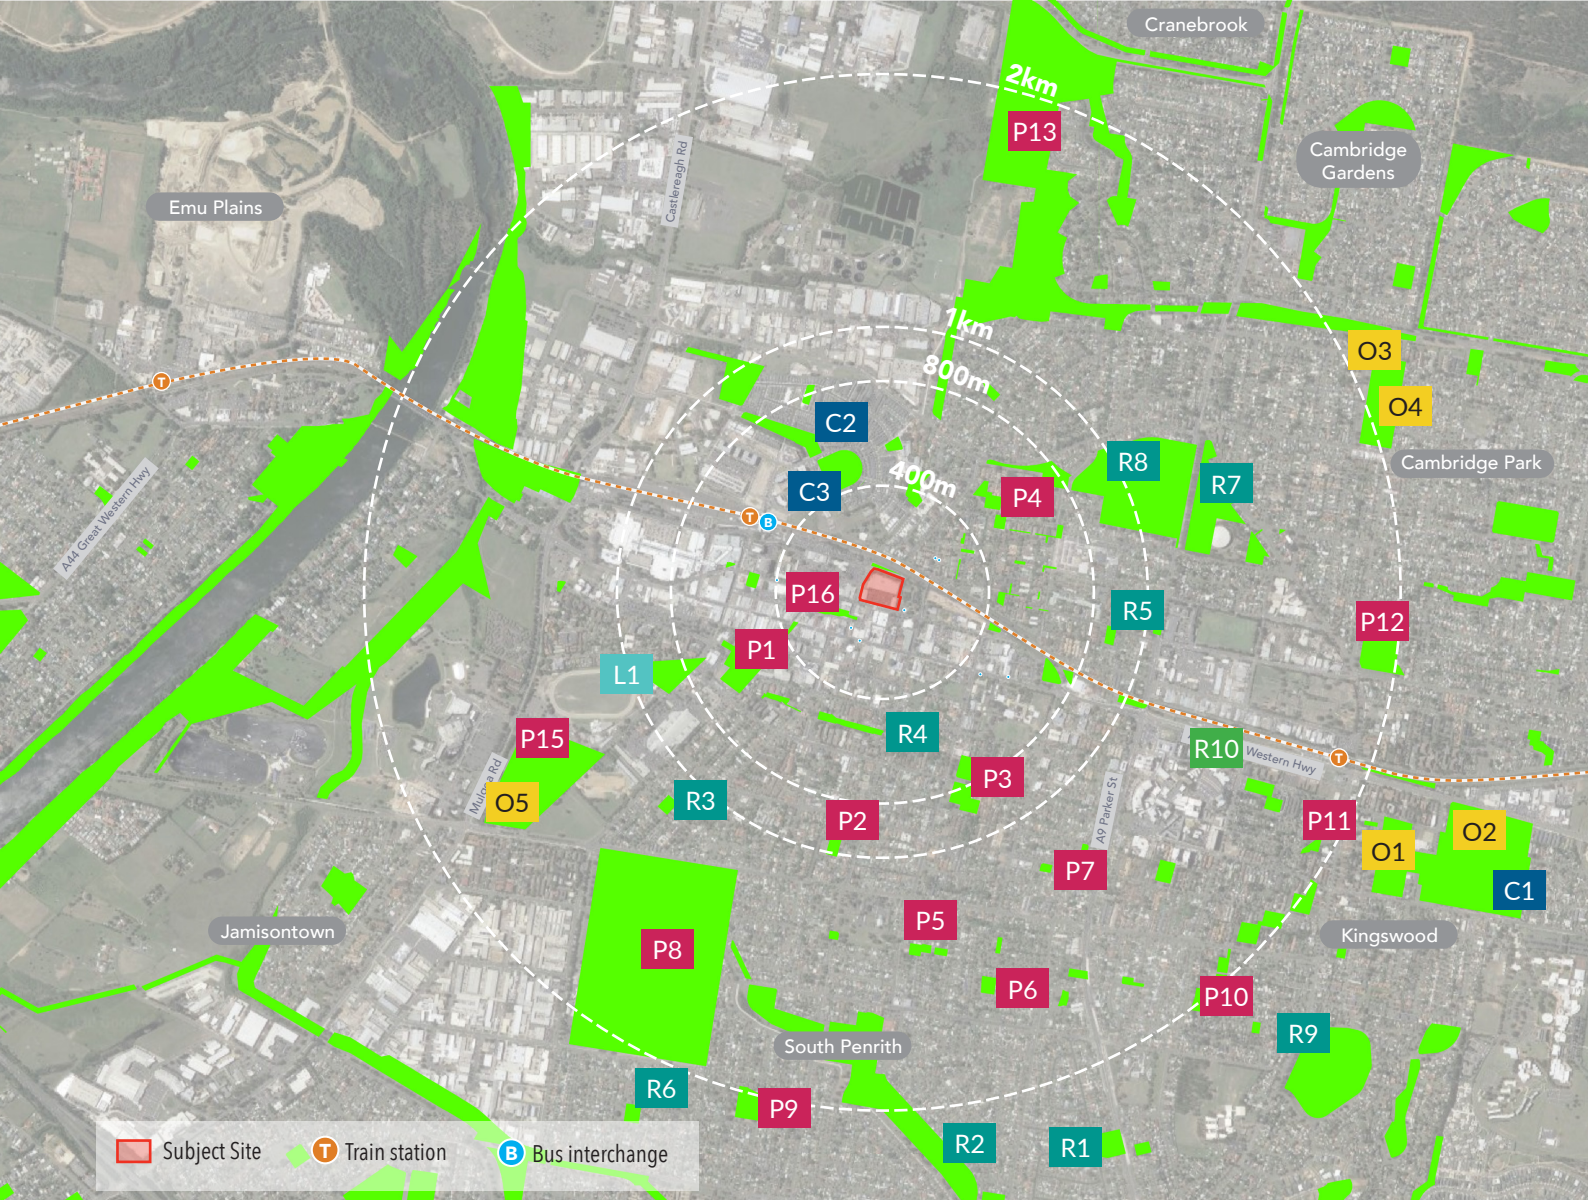 Cranebrook
2km
P13
Cambridge
Gardens
Castlereagh Rd
Emu Plains
1km
O3
800m
O4
T
C2
R8
Cambridge Park
400m
R7
C3
P4
A44 Great Western Hwy
T
B
P16
R5
P12
P1
L1
R4
P15
R10
Western Hwy
T
Mulgoa Rd
P3
O5
R3
A9 Parker St
P2
P11
O2
O1
P7
C1
P5
Jamisontown
Kingswood
P8
P6
P10
R9
South Penrith
R6
P9
R2
R1
Subject Site
T Train station
B Bus interchange